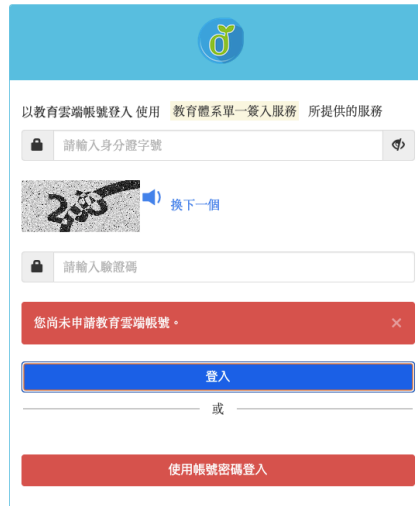 以教育雲端帳號登入 使用 教育體系單一簽入服務 所提供的服務
請輸入身分證字號
換下一個
請輸入驗證碼
您尚未申請教育雲端帳號。 ×
登入
或
使用帳號密碼登入